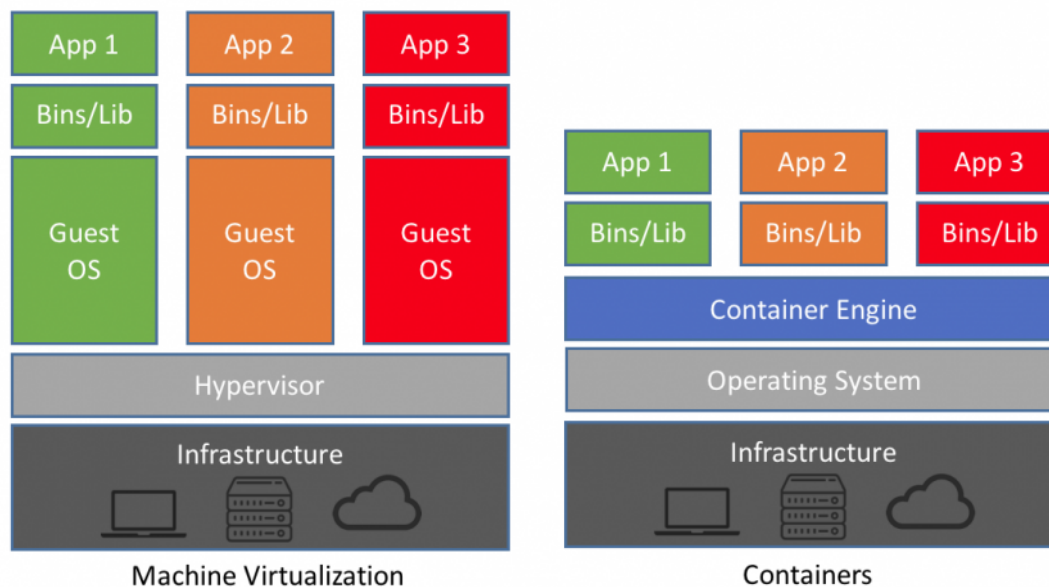 App 1
App 2
App 3
Bins/Lib
Bins/Lib
Bins/Lib
Guest
OS
Guest
OS
Guest
OS
Hypervisor
Infrastructure
Machine Virtualization
App 1
App 2
App 3
Bins/Lib
Bins/Lib
Bins/Lib
Container Engine
Operating System
Infrastructure
Containers